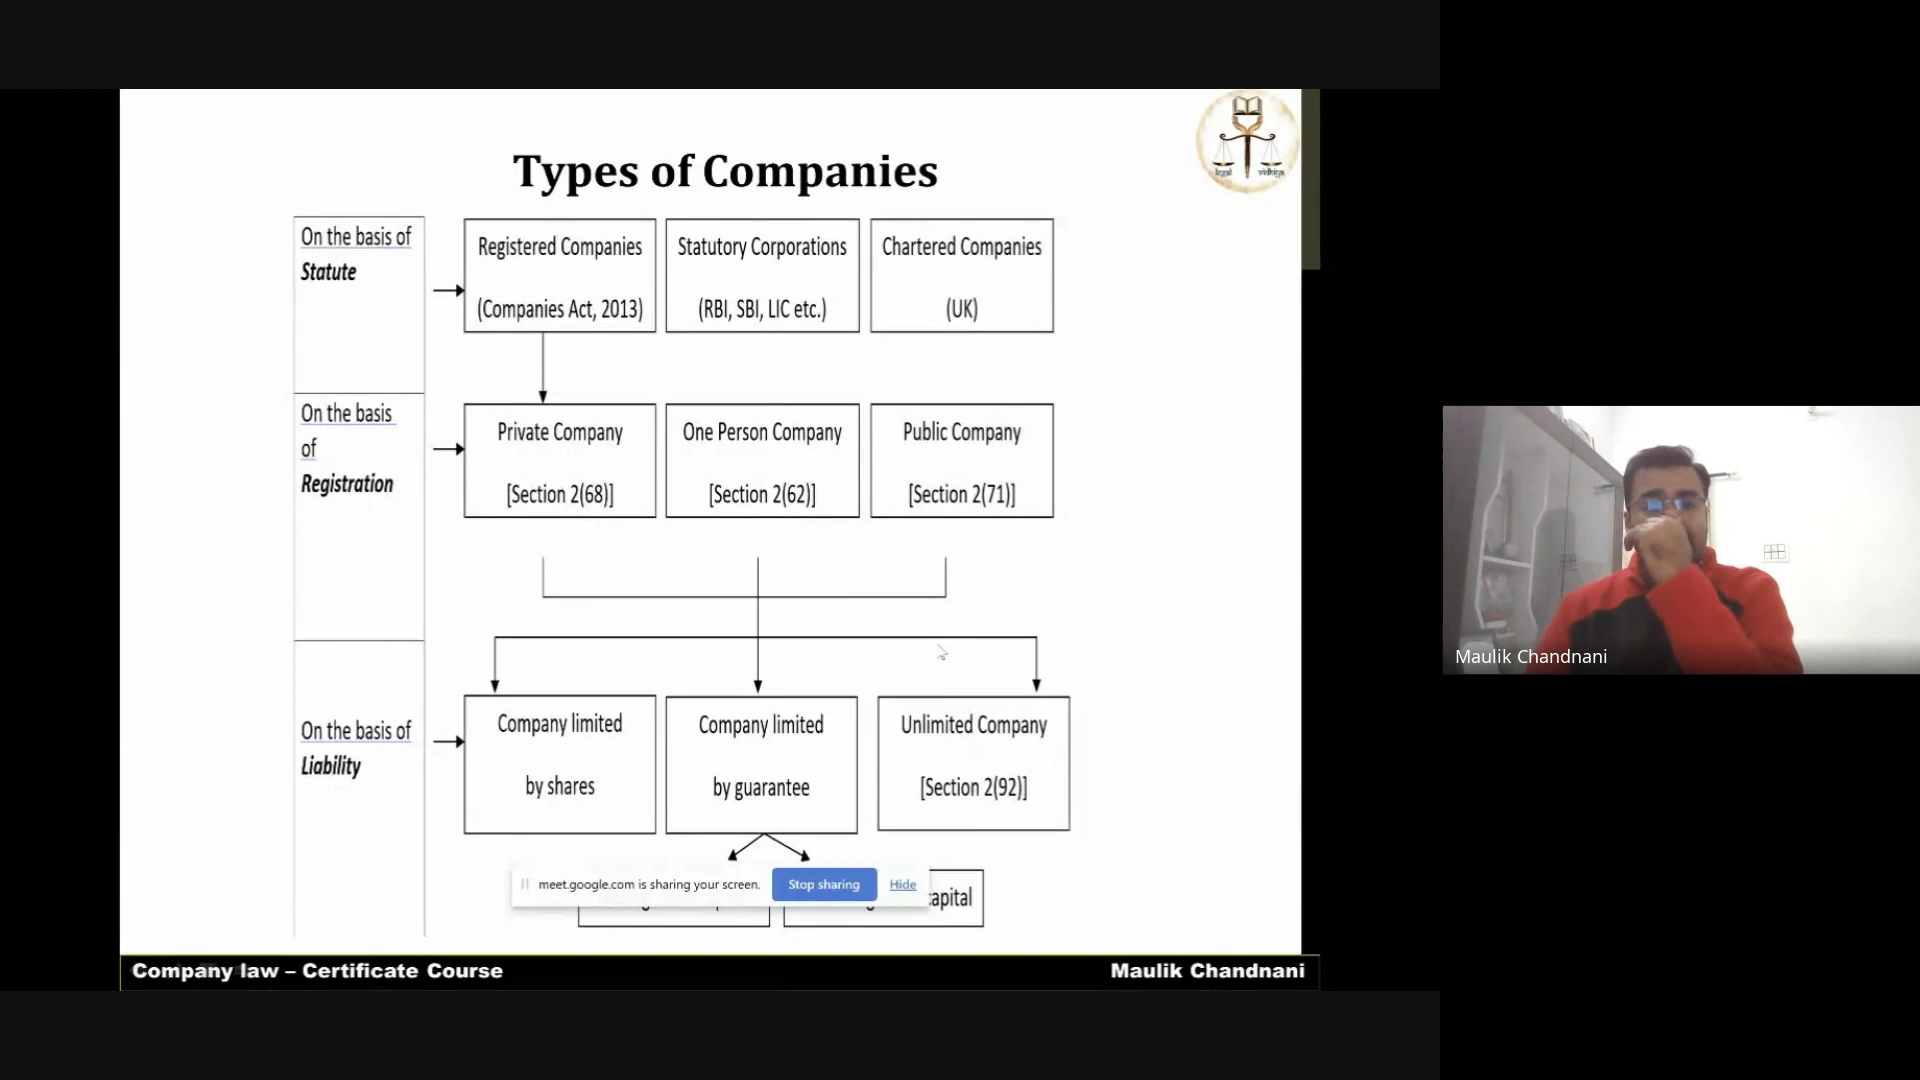 legal vidhiya
Types of Companies
On the basis of
Statute
Registered Companies
(Companies Act, 2013)
Statutory Corporations
(RBI, SBI, LIC etc.)
Chartered Companies
(UK)
On the basis
of
Registration
Private Company
[Section 2(68)]
One Person Company
[Section 2(62)]
Public Company
[Section 2(71)]
On the basis of
Liability
Company limited
by shares
Company limited
by guarantee
Unlimited Company
[Section 2(92)]
capital
meet.google.com is sharing your screen.
Stop sharing
Hide
Company law – Certificate Course
Maulik Chandnani
Maulik Chandnani